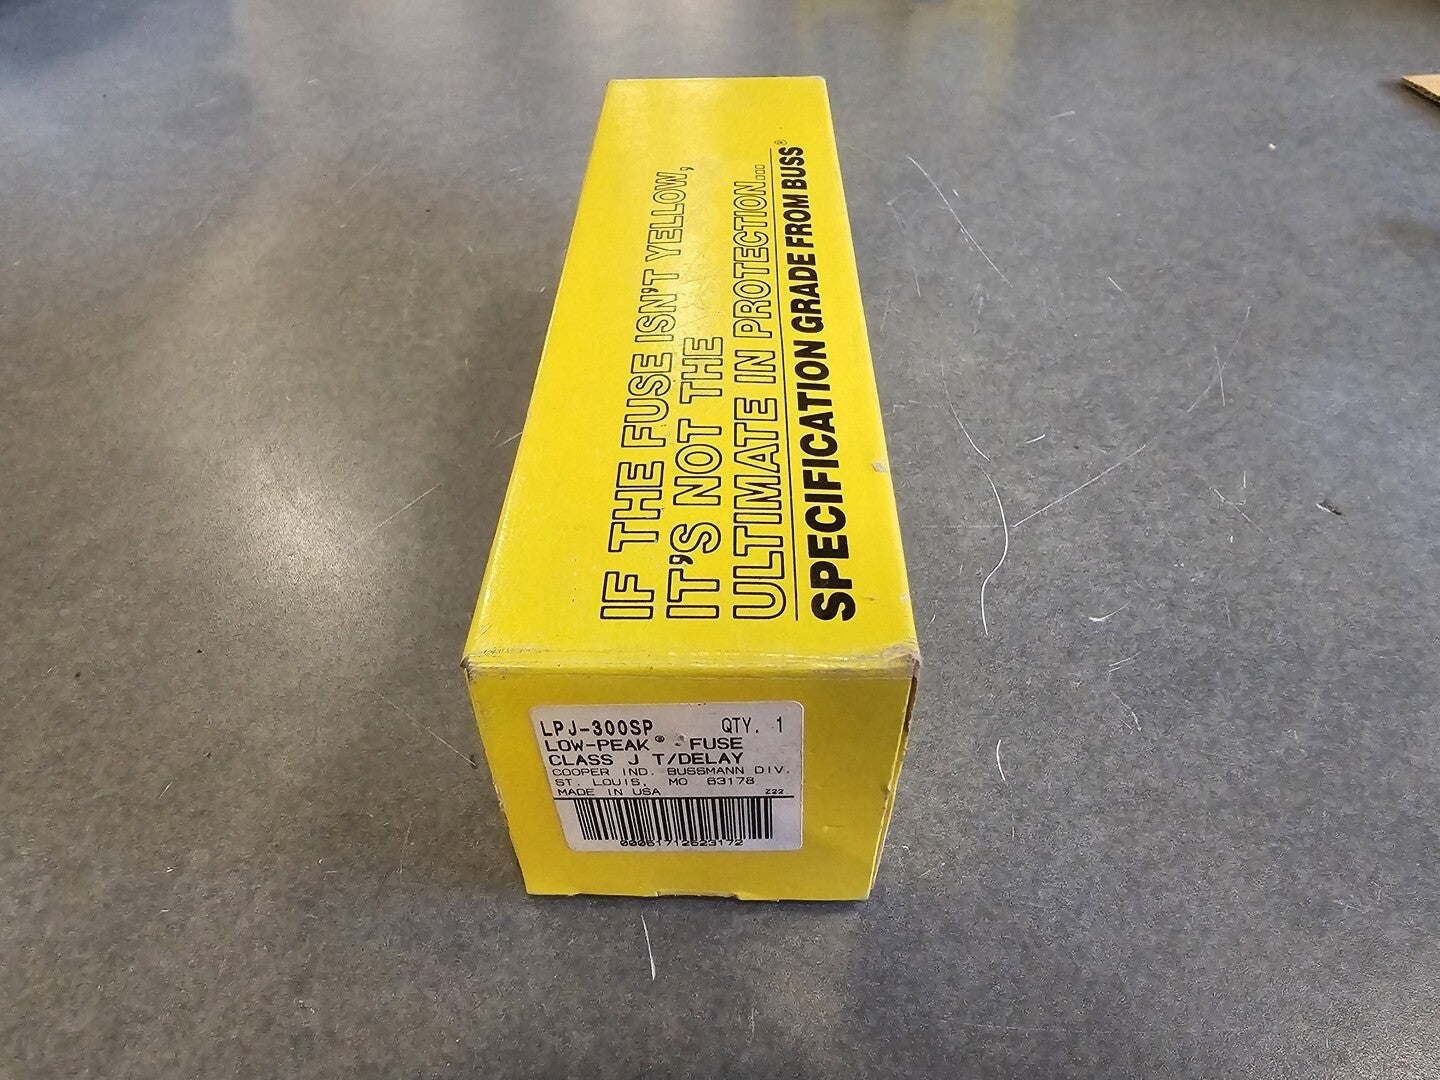 IF THE FUSE ISN'T YELLOW,
IT'S NOT THE
ULTIMATE IN PROTECTION...
SPECIFICATION GRADE FROM BUSS®
LPJ-300SP QTY. 1
LOW-PEAK® - FUSE
CLASS J T/DELAY
COOPER IND. BUSSMANN DIV.
ST. LOUIS, MO 63178
MADE IN USA Z22
00061712623172